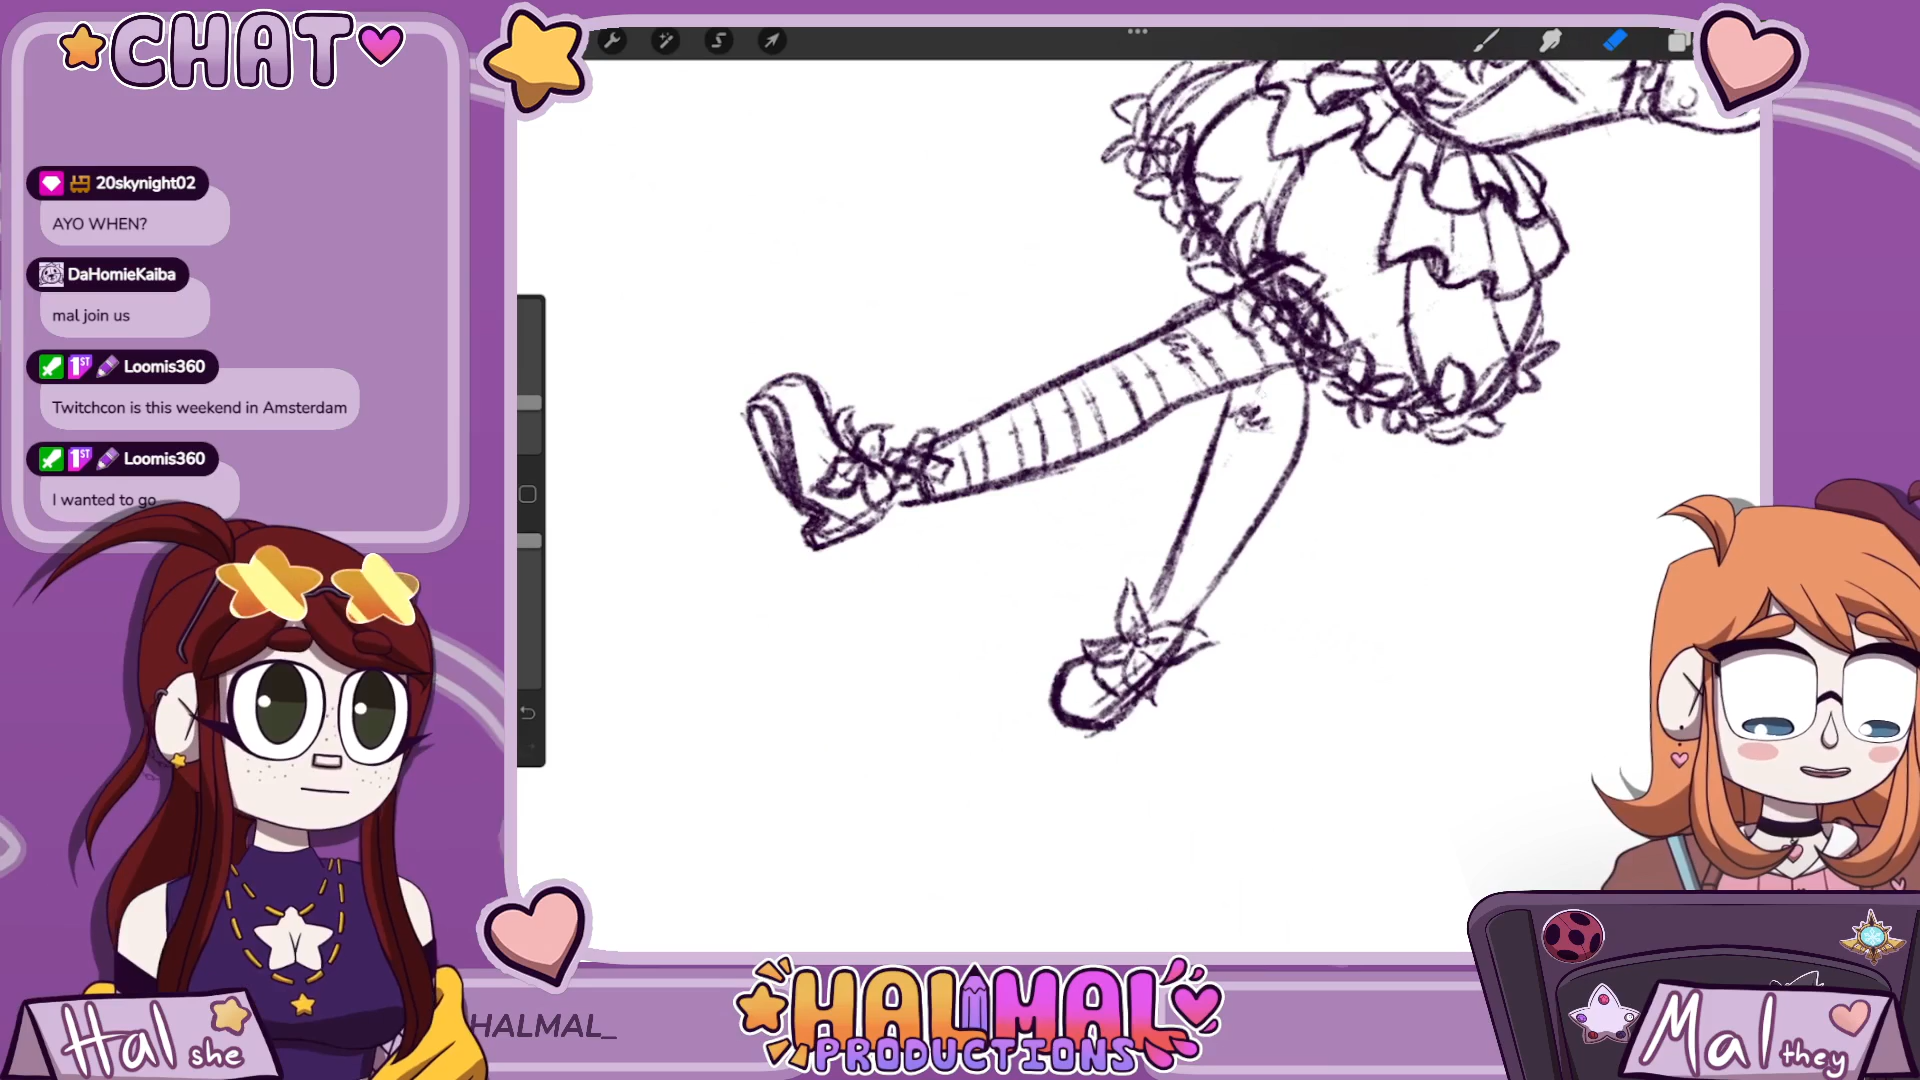 CHAT
20skynight02
AYO WHEN?
DaHomieKaiba
mal join us
1ST Loomis360
Twitchcon is this weekend in Amsterdam
1ST Loomis360
I wanted to go
Hal she
HALMAL_
HALMAL
PRODUCTIONS
Mal they